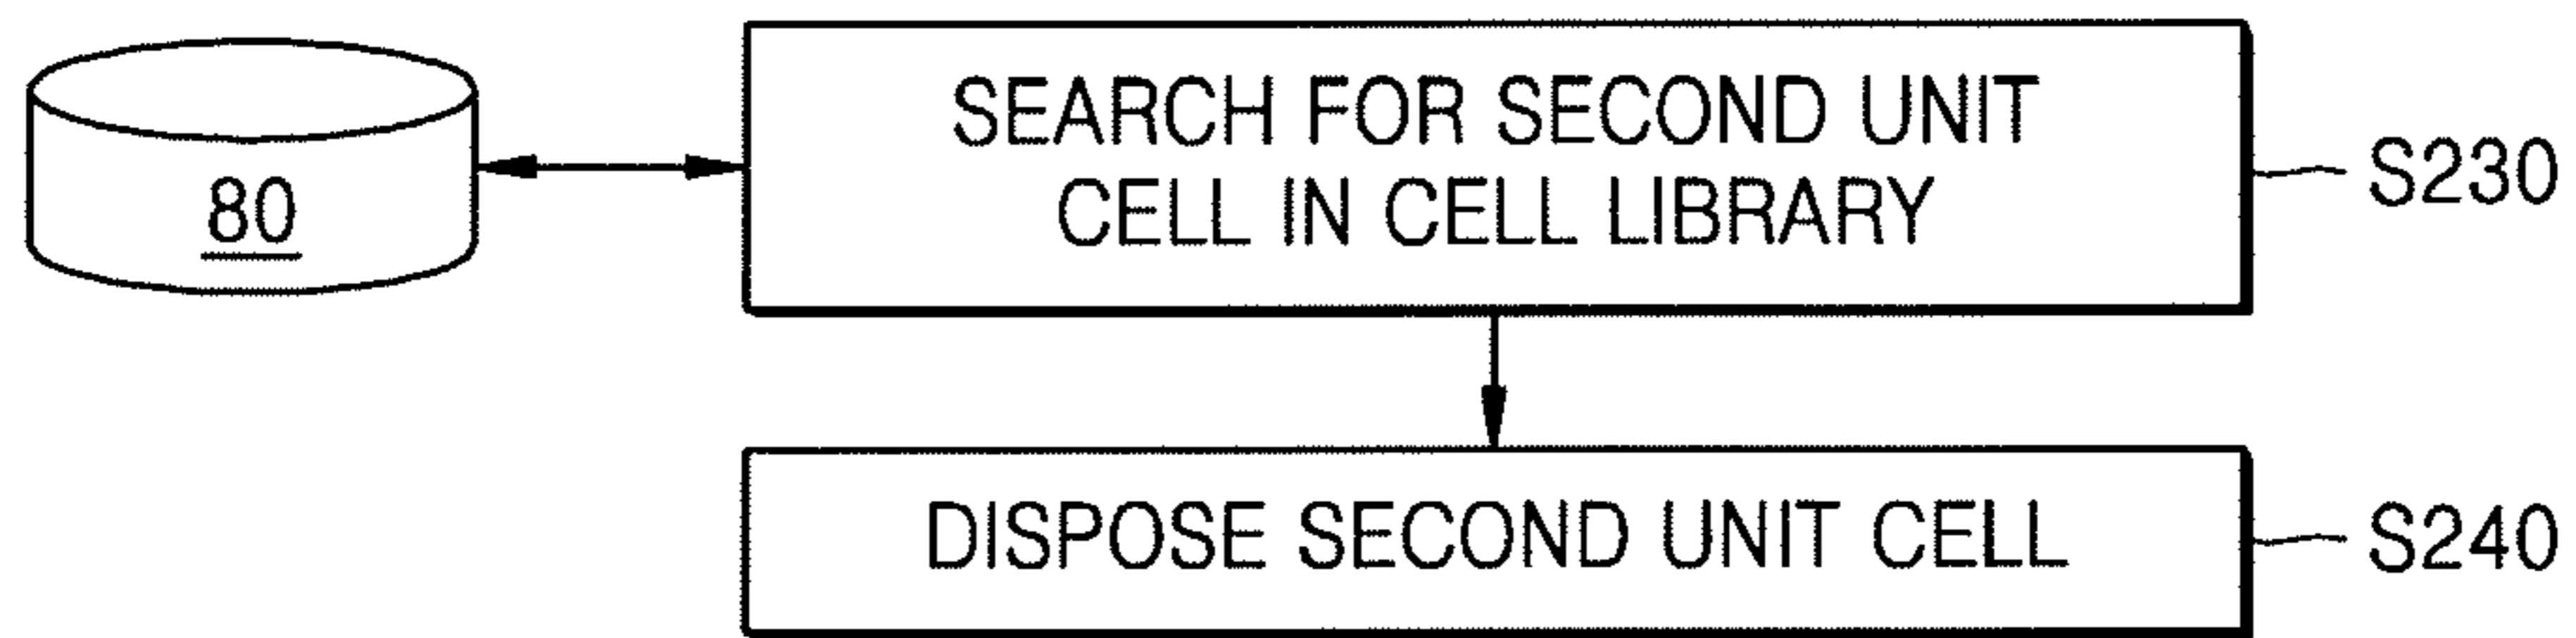 80
SEARCH FOR SECOND UNIT
CELL IN CELL LIBRARY
S230
DISPOSE SECOND UNIT CELL
S240